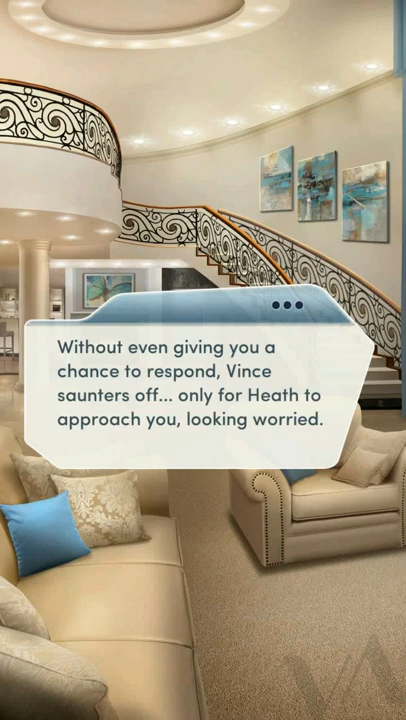 Without even giving you a
chance to respond, Vince
saunters off... only for Heath to
approach you, looking worried.